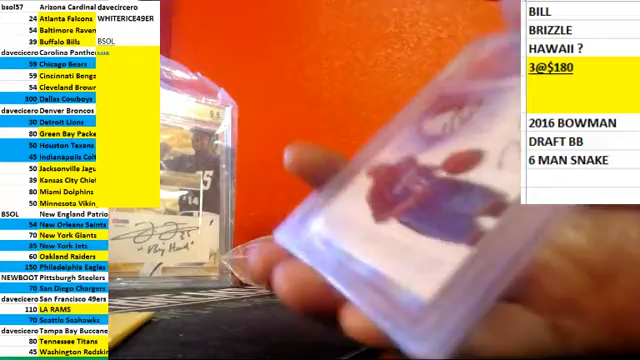 bsol57 Arizona Cardinal davecircero
24 Atlanta Falcons WHITERICE49ER
54 Baltimore Raven
39 Buffalo Bills BSOL
davecicero Carolina Panthe
59 Chicago Bears
59 Cincinnati Benga
54 Cleveland Brown
300 Dallas Cowboys
davecicero Denver Broncos
30 Detroit Lions
80 Green Bay Packe
50 Houston Texans
45 Indianapolis Colt
50 Jacksonville Jagu
39 Kansas City Chief
80 Miami Dolphins
50 Minnesota Vikin
BSOL New England Patrio
54 New Orleans Saints
70 New York Giants
35 New York Jets
60 Oakland Raiders
150 Philadelphia Eagles
NEWBOOT Pittsburgh Steelers
70 San Diego Chargers
davecicero San Francisco 49ers
110 LA RAMS
70 Seattle Seahawks
davecicero Tampa Bay Buccane
80 Tennessee Titans
45 Washington Redskin
9.5
BILL
BRIZZLE
HAWAII ?
3@$180
2016 BOWMAN
DRAFT BB
6 MAN SNAKE